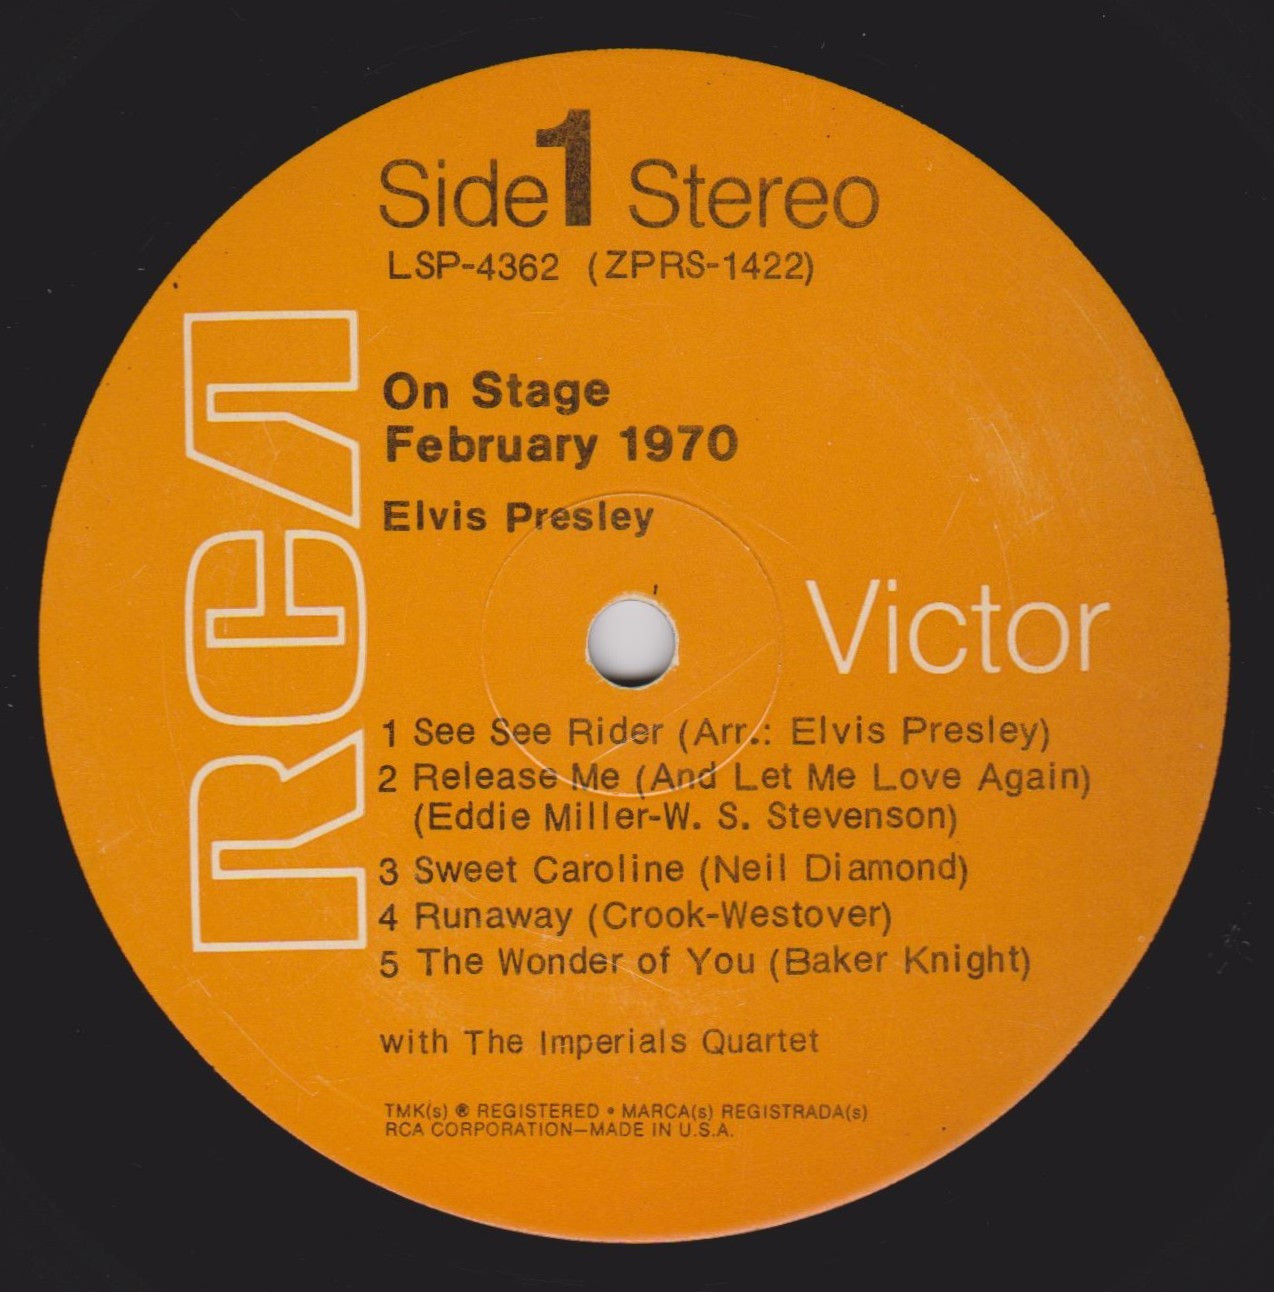 Side 1 Stereo
LSP-4362 (ZPRS-1422)
RCA
On Stage
February 1970
Elvis Presley
Victor
1 See See Rider (Arr.: Elvis Presley)
2 Release Me (And Let Me Love Again)
(Eddie Miller-W. S. Stevenson)
3 Sweet Caroline (Neil Diamond)
4 Runaway (Crook-Westover)
5 The Wonder of You (Baker Knight)
with The Imperials Quartet
TMK(s) ® REGISTERED • MARCA(s) REGISTRADA(s)
RCA CORPORATION—MADE IN U.S.A.